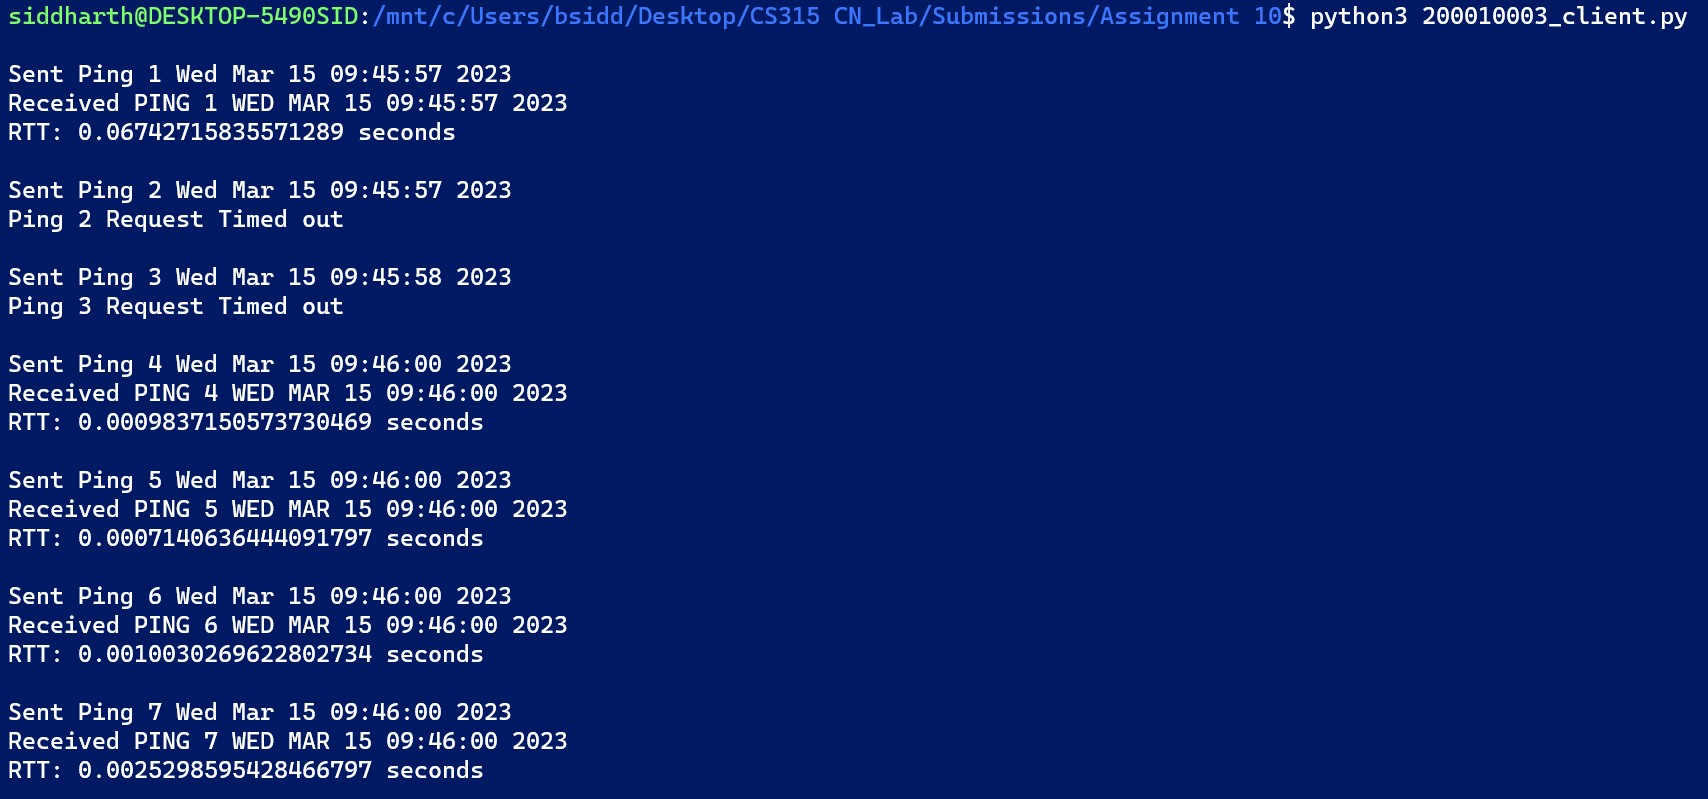 siddharth@DESKTOP-5490SID:/mnt/c/Users/bsidd/Desktop/CS315 CN_Lab/Submissions/Assignment 10$ python3 200010003_client.py
Sent Ping 1 Wed Mar 15 09:45:57 2023
Received PING 1 WED MAR 15 09:45:57 2023
RTT: 0.06742715835571289 seconds
Sent Ping 2 Wed Mar 15 09:45:57 2023
Ping 2 Request Timed out
Sent Ping 3 Wed Mar 15 09:45:58 2023
Ping 3 Request Timed out
Sent Ping 4 Wed Mar 15 09:46:00 2023
Received PING 4 WED MAR 15 09:46:00 2023
RTT: 0.0009837150573730469 seconds
Sent Ping 5 Wed Mar 15 09:46:00 2023
Received PING 5 WED MAR 15 09:46:00 2023
RTT: 0.0007140636444091797 seconds
Sent Ping 6 Wed Mar 15 09:46:00 2023
Received PING 6 WED MAR 15 09:46:00 2023
RTT: 0.0010030269622802734 seconds
Sent Ping 7 Wed Mar 15 09:46:00 2023
Received PING 7 WED MAR 15 09:46:00 2023
RTT: 0.0025298595428466797 seconds